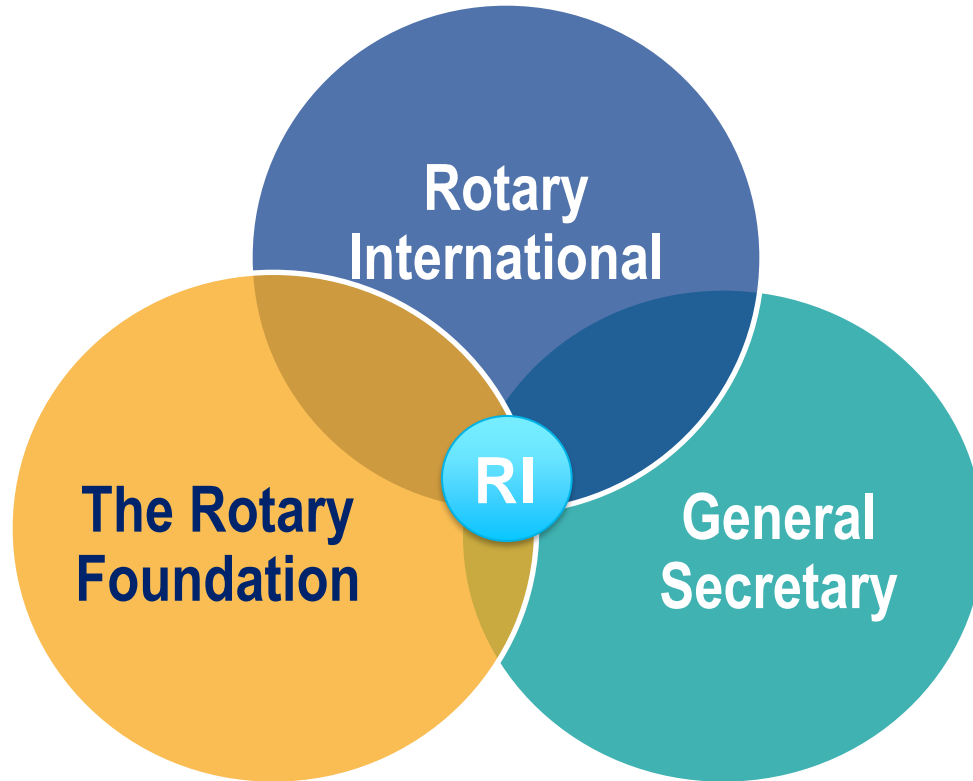 Rotary
International
RI
The Rotary
Foundation
General
Secretary